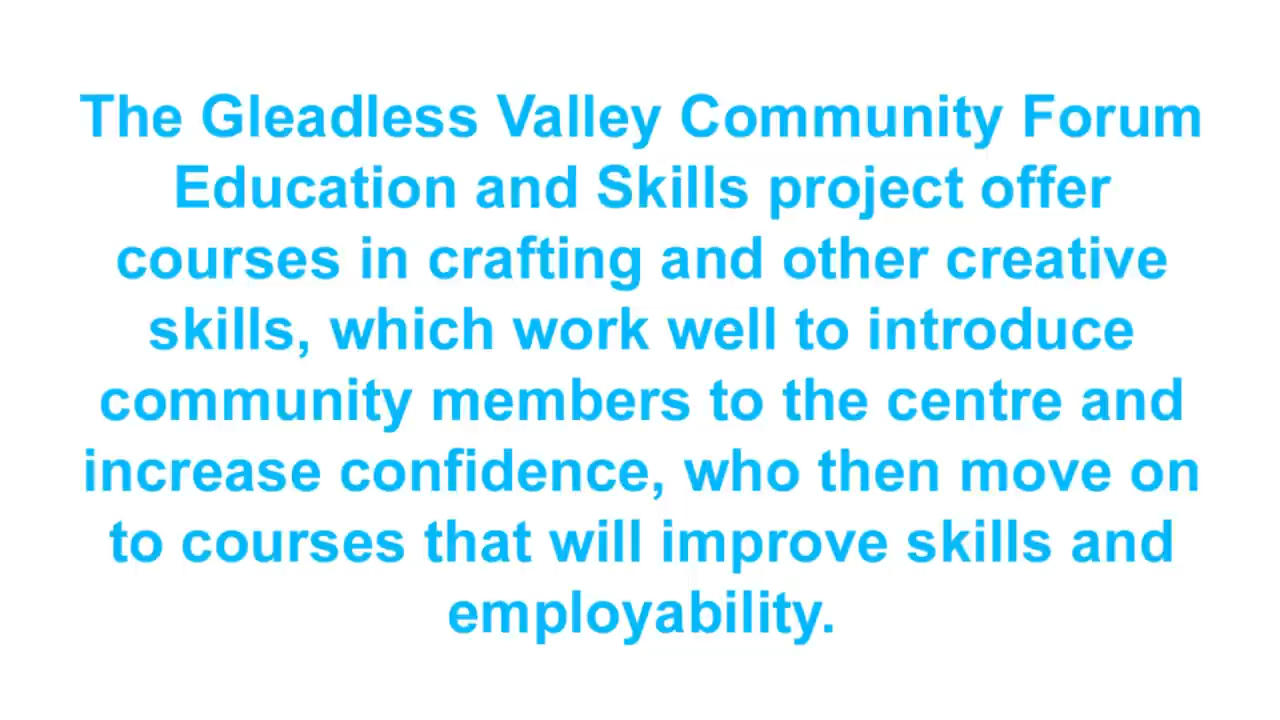 The Gleadless Valley Community Forum
Education and Skills project offer
courses in crafting and other creative
skills, which work well to introduce
community members to the centre and
increase confidence, who then move on
to courses that will improve skills and
employability.